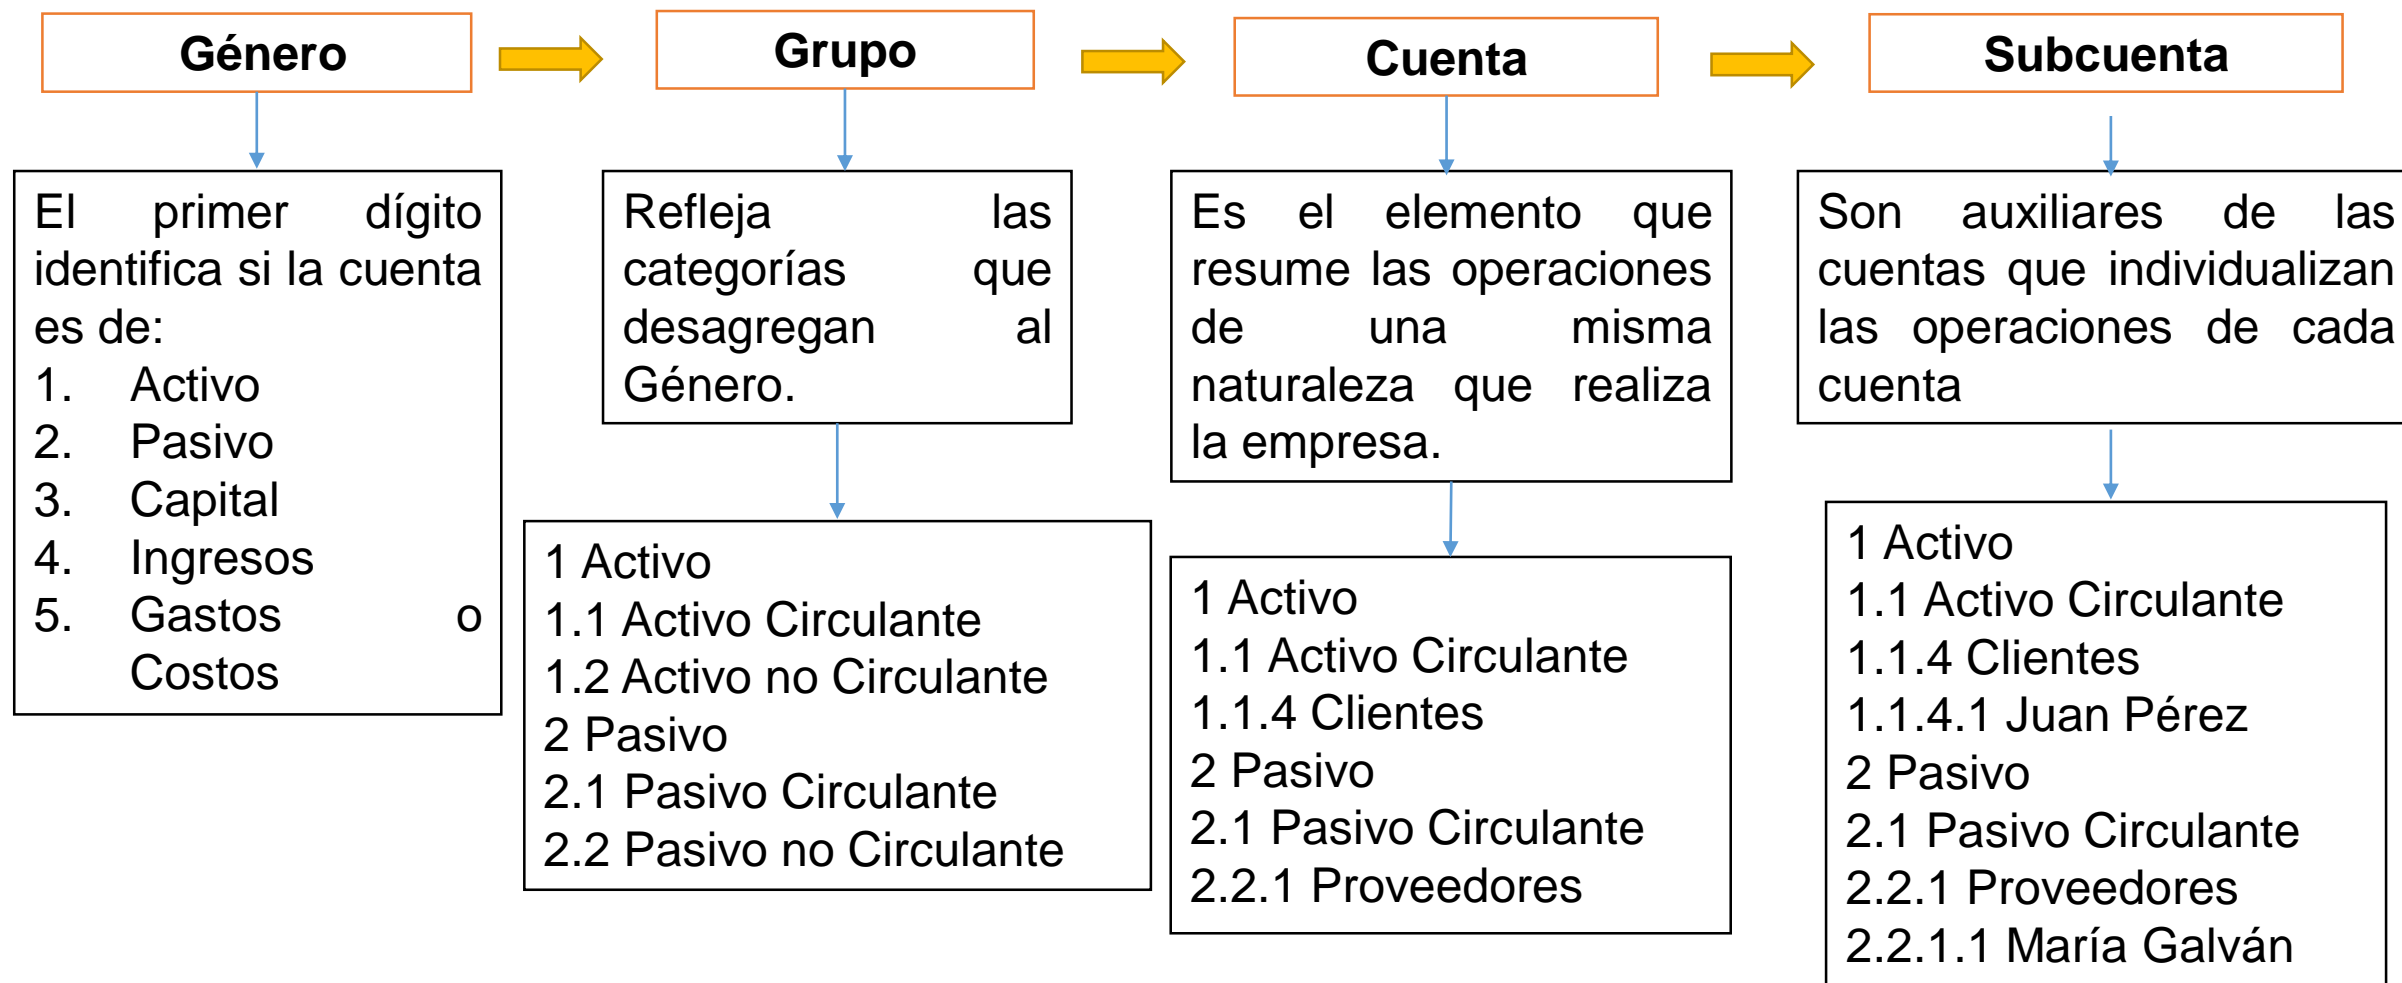 Género
Grupo
Cuenta
Subcuenta
El primer dígito
identifica si la cuenta
es de:
1. Activo
2. Pasivo
3. Capital
4. Ingresos
5. Gastos o
Costos
Refleja las
categorías que
desagregan al
Género.
1 Activo
1.1 Activo Circulante
1.2 Activo no Circulante
2 Pasivo
2.1 Pasivo Circulante
2.2 Pasivo no Circulante
Es el elemento que
resume las operaciones
de una misma
naturaleza que realiza
la empresa.
1 Activo
1.1 Activo Circulante
1.1.4 Clientes
2 Pasivo
2.1 Pasivo Circulante
2.2.1 Proveedores
Son auxiliares de las
cuentas que individualizan
las operaciones de cada
cuenta
1 Activo
1.1 Activo Circulante
1.1.4 Clientes
1.1.4.1 Juan Pérez
2 Pasivo
2.1 Pasivo Circulante
2.2.1 Proveedores
2.2.1.1 María Galván